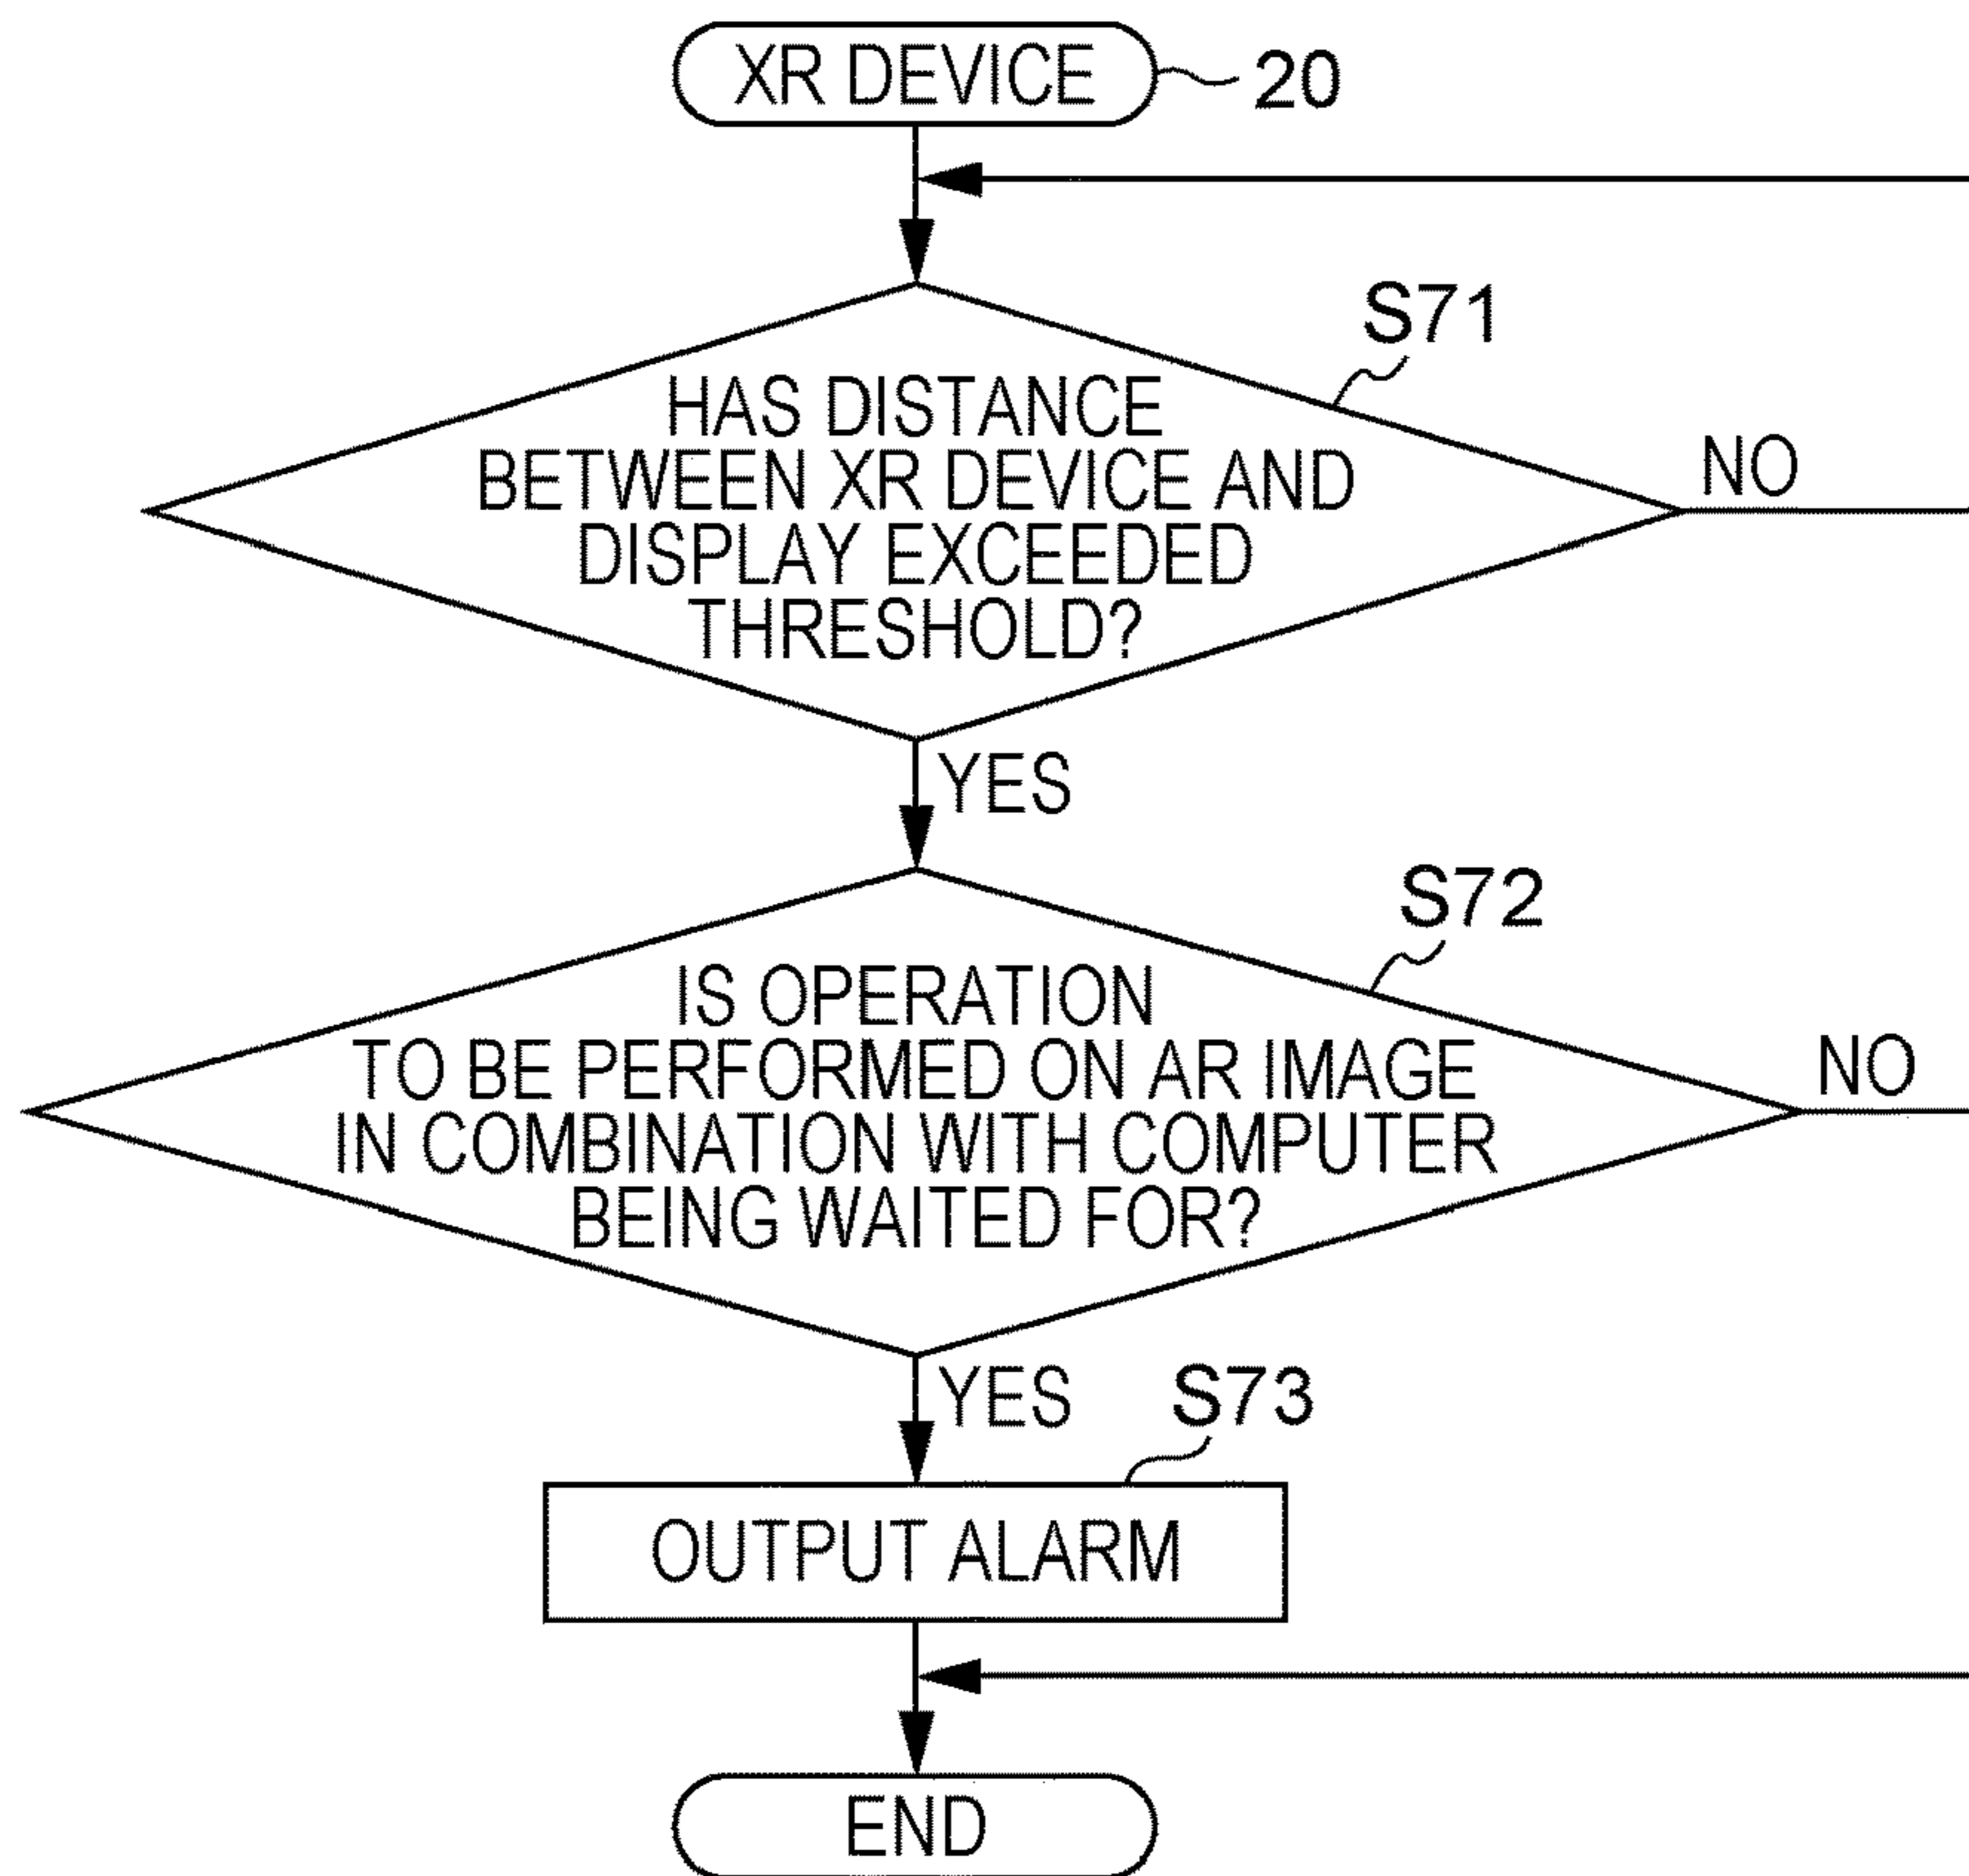 XR DEVICE
20
S71
HAS DISTANCE
BETWEEN XR DEVICE AND
DISPLAY EXCEEDED
THRESHOLD?
NO
YES
S72
IS OPERATION
TO BE PERFORMED ON AR IMAGE
IN COMBINATION WITH COMPUTER
BEING WAITED FOR?
NO
YES
S73
OUTPUT ALARM
END